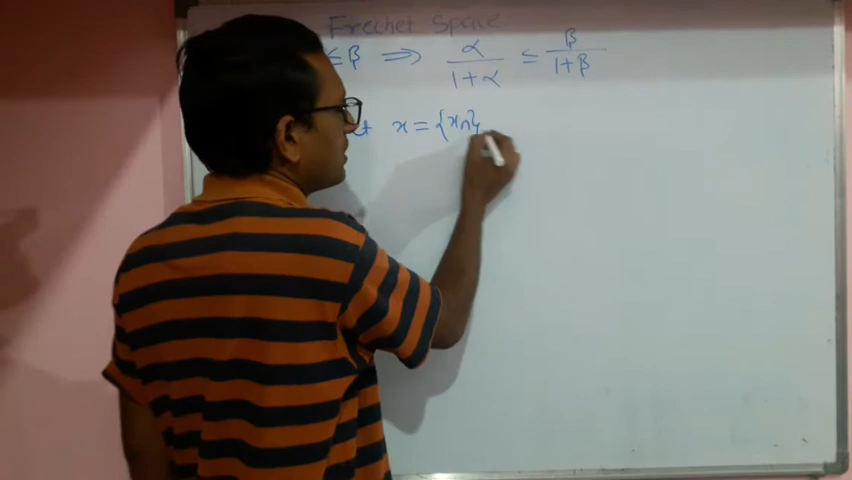 Frechet Space
≤ β ⟹ α/(1+α) ≤ β/(1+β)
x = {xn}